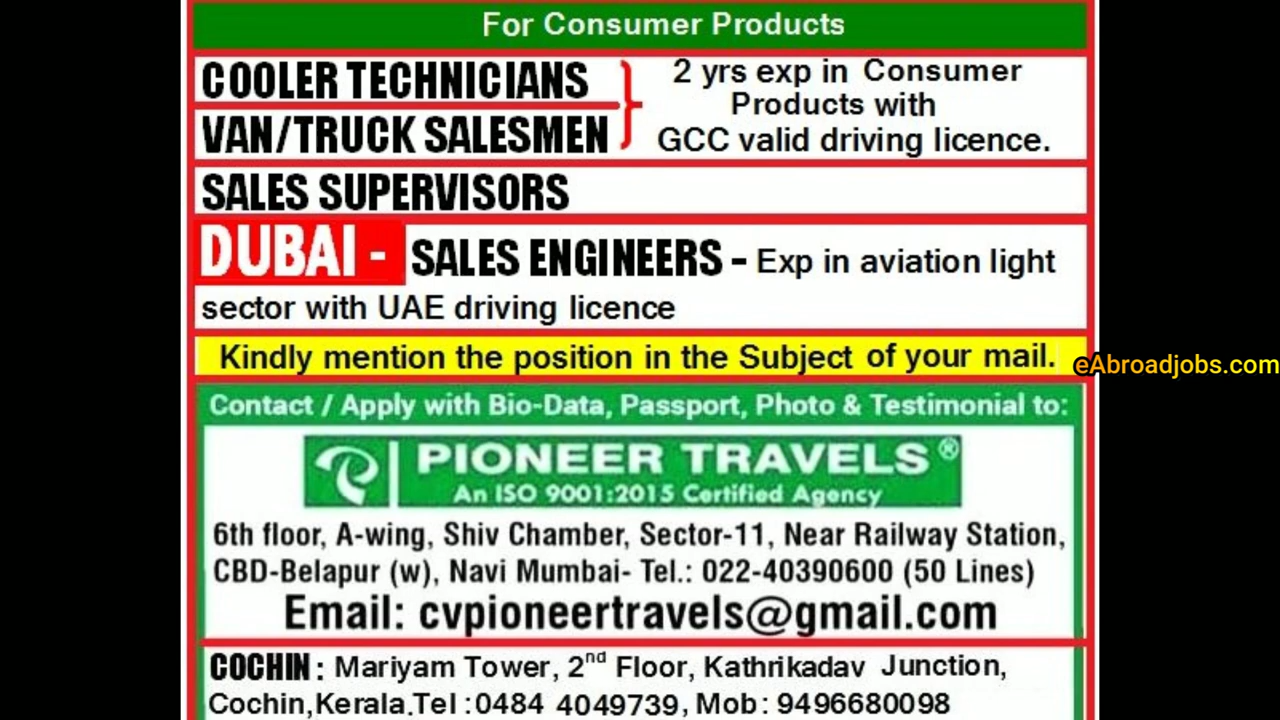 For Consumer Products
COOLER TECHNICIANS
VAN/TRUCK SALESMEN
2 yrs exp in Consumer
Products with
GCC valid driving licence.
SALES SUPERVISORS
DUBAI - SALES ENGINEERS – Exp in aviation light
sector with UAE driving licence
Kindly mention the position in the Subject of your mail.
eAbroadjobs.com
Contact / Apply with Bio-Data, Passport, Photo & Testimonial to:
PIONEER TRAVELS ®
An ISO 9001:2015 Certified Agency
6th floor, A-wing, Shiv Chamber, Sector-11, Near Railway Station,
CBD-Belapur (w), Navi Mumbai- Tel.: 022-40390600 (50 Lines)
Email: cvpioneertravels@gmail.com
COCHIN : Mariyam Tower, 2nd Floor, Kathrikadav Junction,
Cochin,Kerala.Tel :0484 4049739, Mob: 9496680098